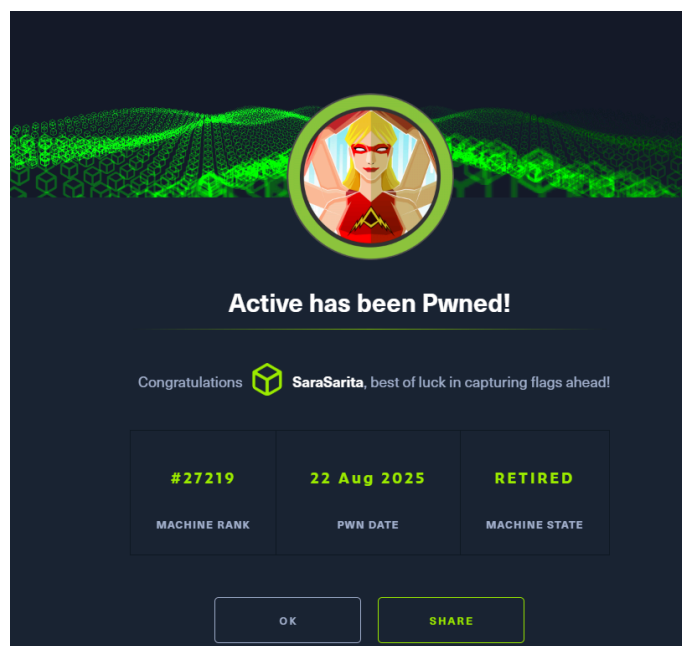 Active has been Pwned!
Congratulations SaraSarita, best of luck in capturing flags ahead!
#27219 22 Aug 2025 RETIRED
MACHINE RANK PWN DATE MACHINE STATE
OK SHARE